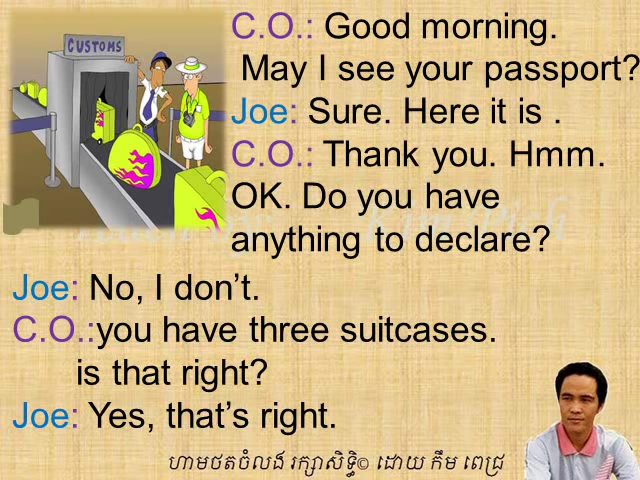 CUSTOMS
C.O.: Good morning.
May I see your passport?
Joe: Sure. Here it is .
C.O.: Thank you. Hmm.
OK. Do you have
anything to declare?
Joe: No, I don’t.
C.O.:you have three suitcases.
is that right?
Joe: Yes, that’s right.
ហាមថតចំលង រក្សាសិទ្ធិ© ដោយ កឹម ពេជ្រ